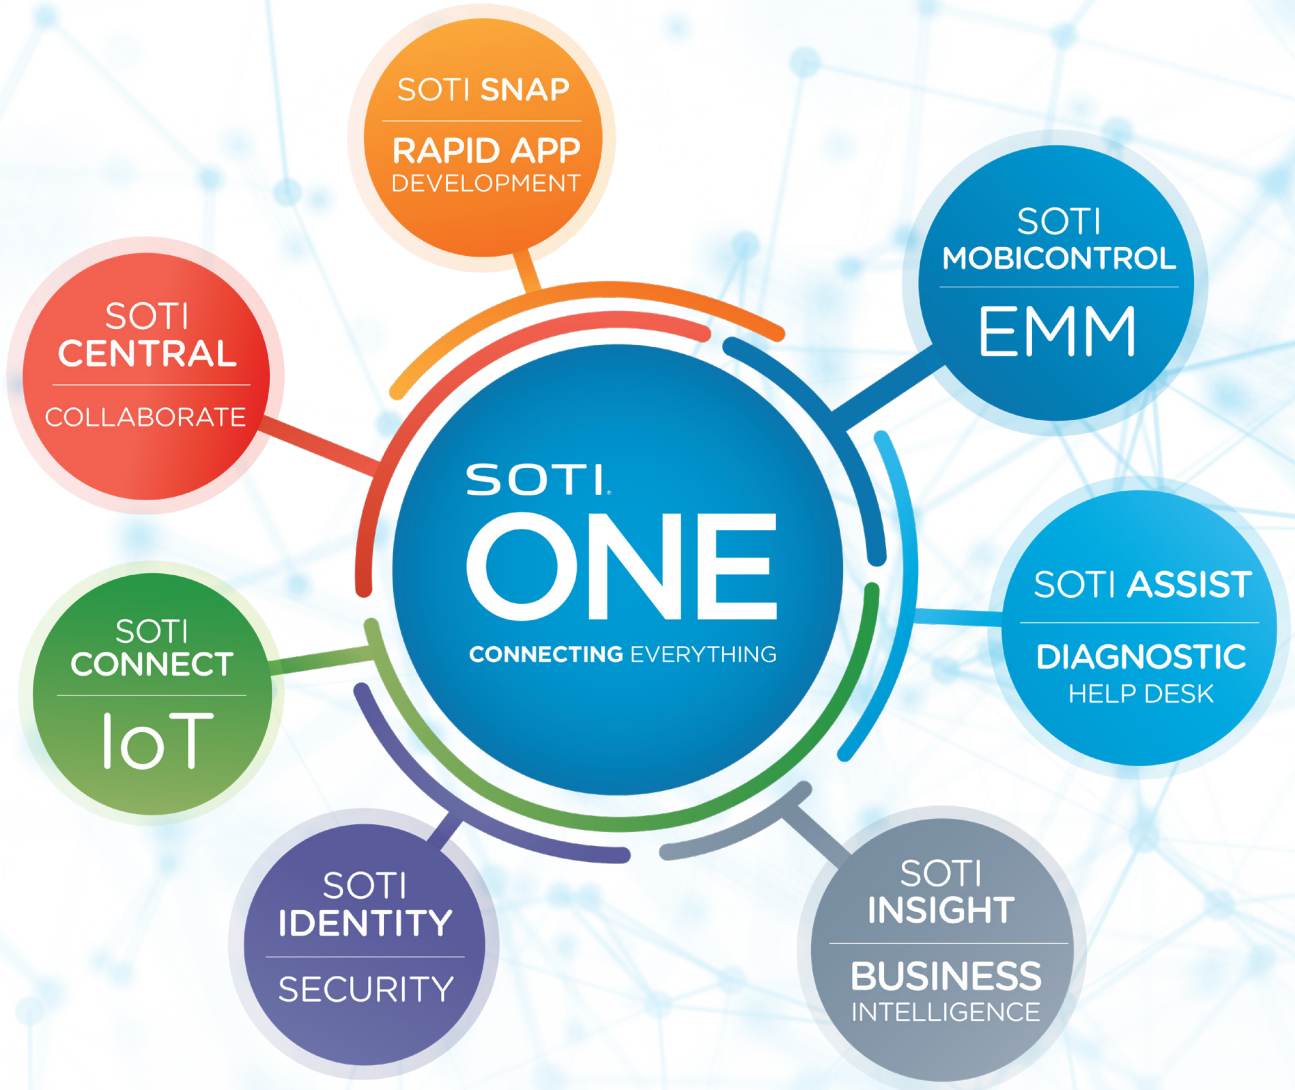 SOTI SNAP
RAPID APP
DEVELOPMENT
SOTI
MOBICONTROL
EMM
SOTI
CENTRAL
COLLABORATE
SOTI®
ONE
CONNECTING EVERYTHING
SOTI ASSIST
DIAGNOSTIC
HELP DESK
SOTI
CONNECT
IoT
SOTI
IDENTITY
SECURITY
SOTI
INSIGHT
BUSINESS
INTELLIGENCE